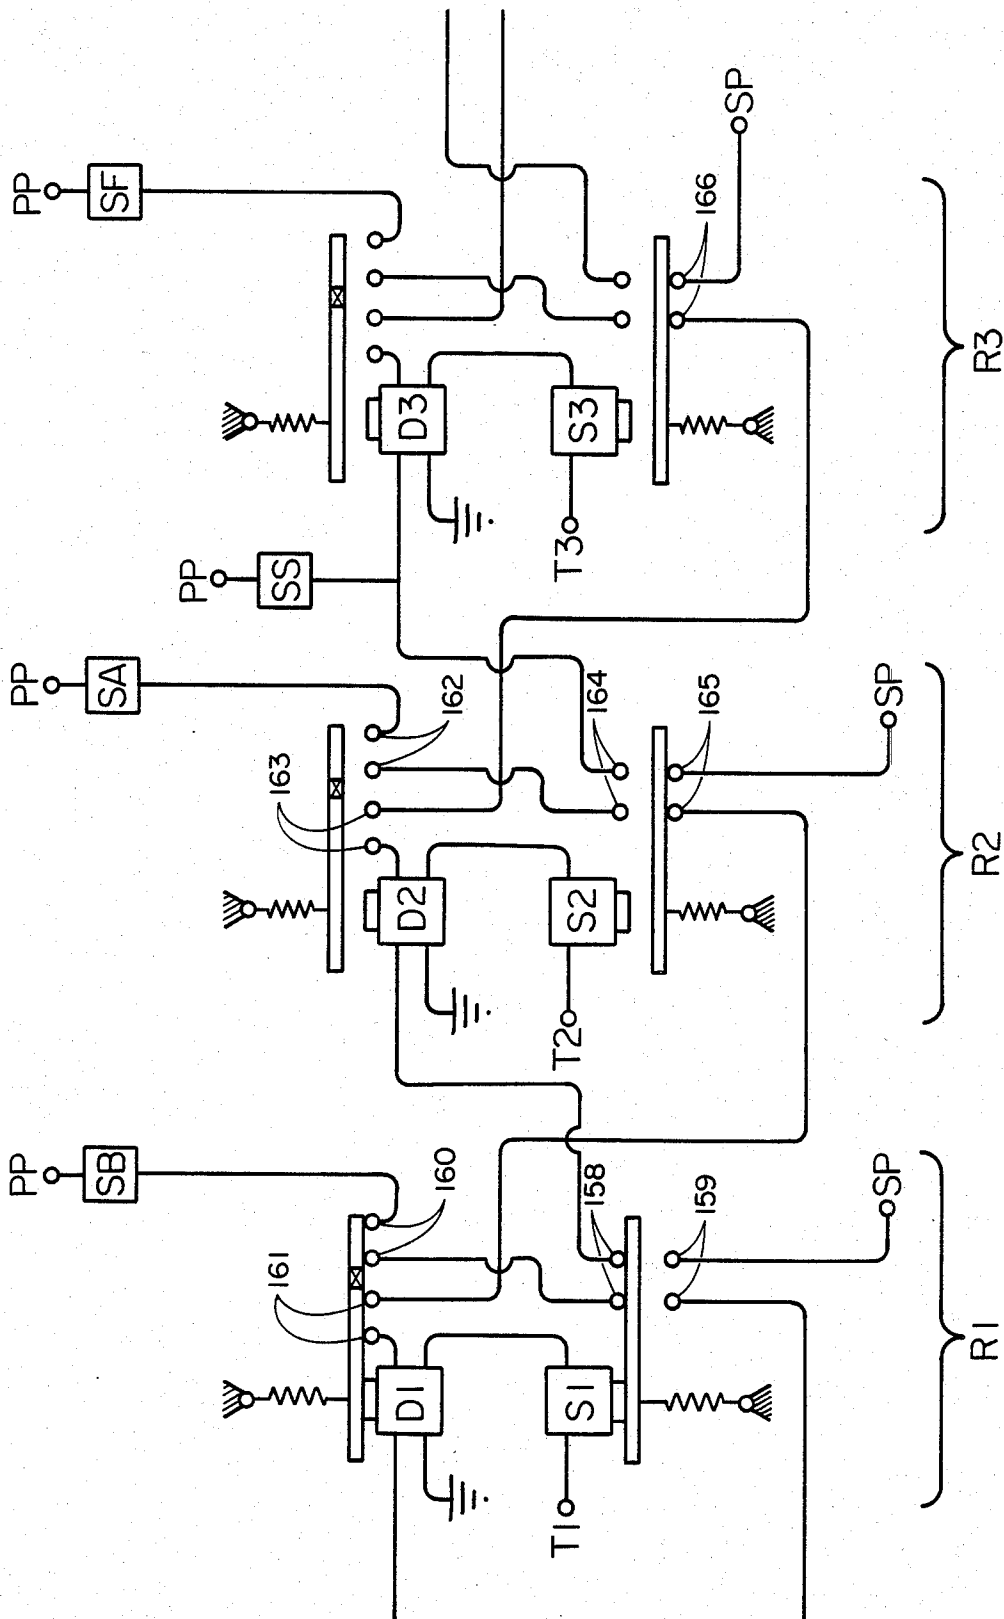 PP
SB
160
161
D1
S1
T1
158
159
SP
R1
PP
SA
162
163
D2
S2
T2
164
165
SP
R2
PP
SS
PP
SF
D3
S3
T3
166
SP
R3